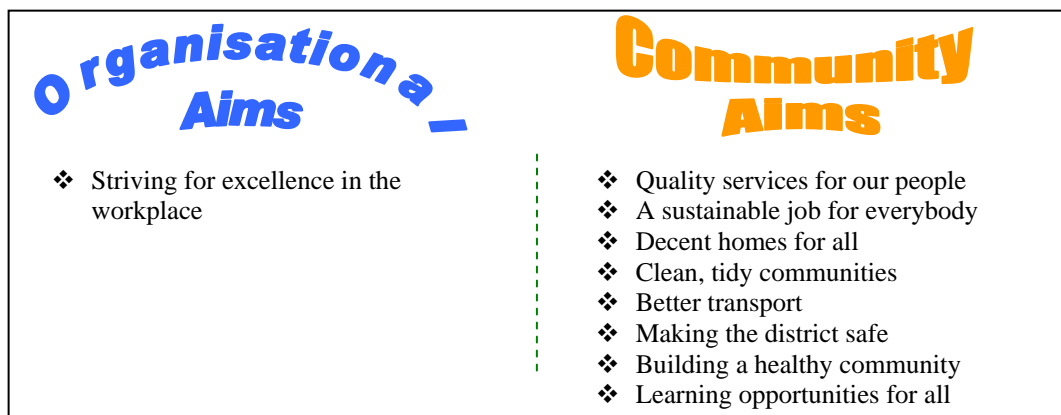 Organisational
Aims
❖ Striving for excellence in the
workplace
Community
Aims
❖ Quality services for our people
❖ A sustainable job for everybody
❖ Decent homes for all
❖ Clean, tidy communities
❖ Better transport
❖ Making the district safe
❖ Building a healthy community
❖ Learning opportunities for all